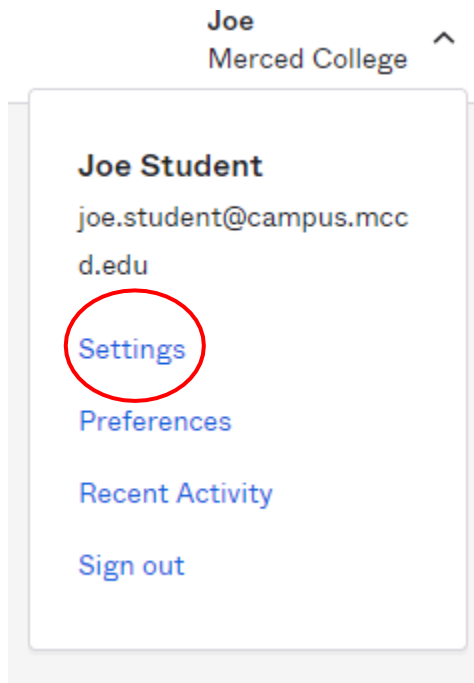 Joe
Merced College
Joe Student
joe.student@campus.mcc
d.edu
Settings
Preferences
Recent Activity
Sign out